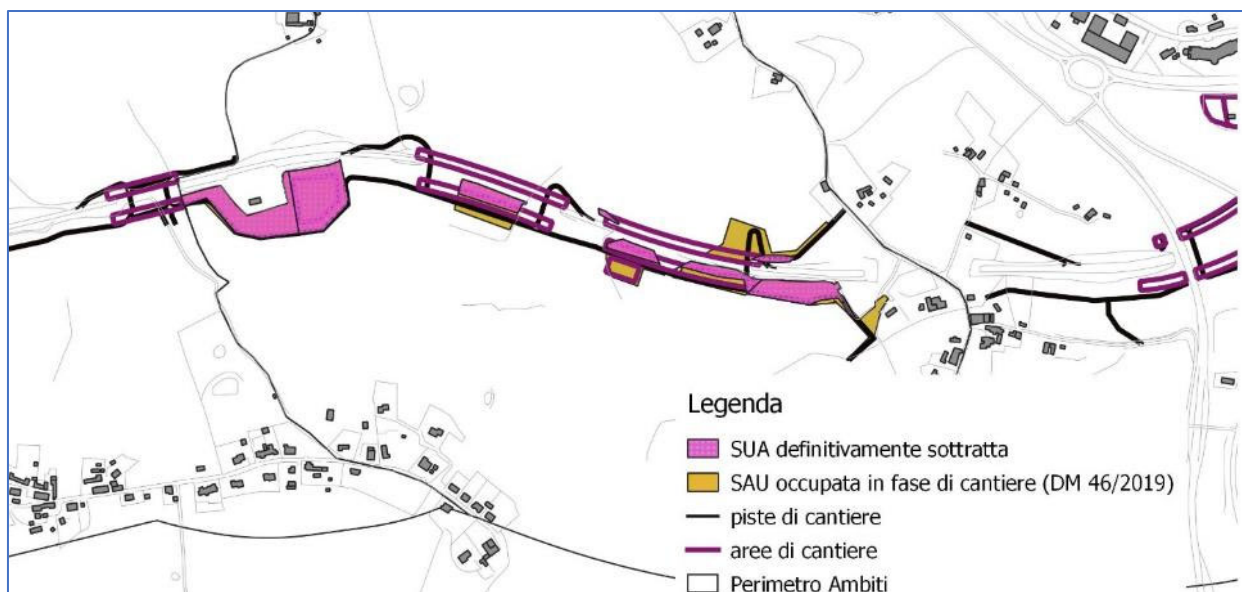 Legenda
SUA definitivamente sottratta
SAU occupata in fase di cantiere (DM 46/2019)
piste di cantiere
aree di cantiere
Perimetro Ambiti